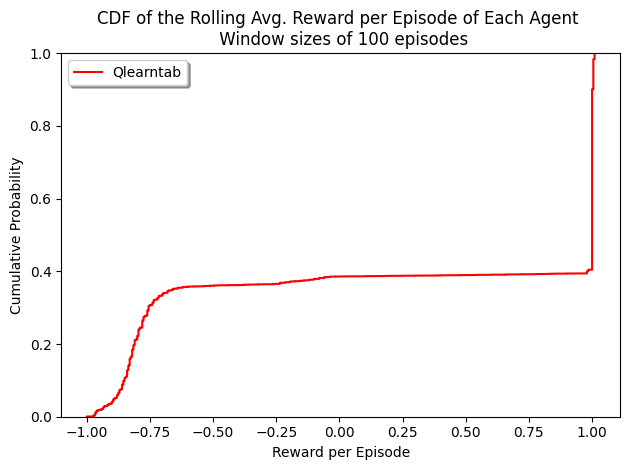 CDF of the Rolling Avg. Reward per Episode of Each Agent
Window sizes of 100 episodes
Qlearntab
1.0
0.8
0.6
0.4
0.2
0.0
Cumulative Probability
−1.00 −0.75 −0.50 −0.25 0.00 0.25 0.50 0.75 1.00
Reward per Episode